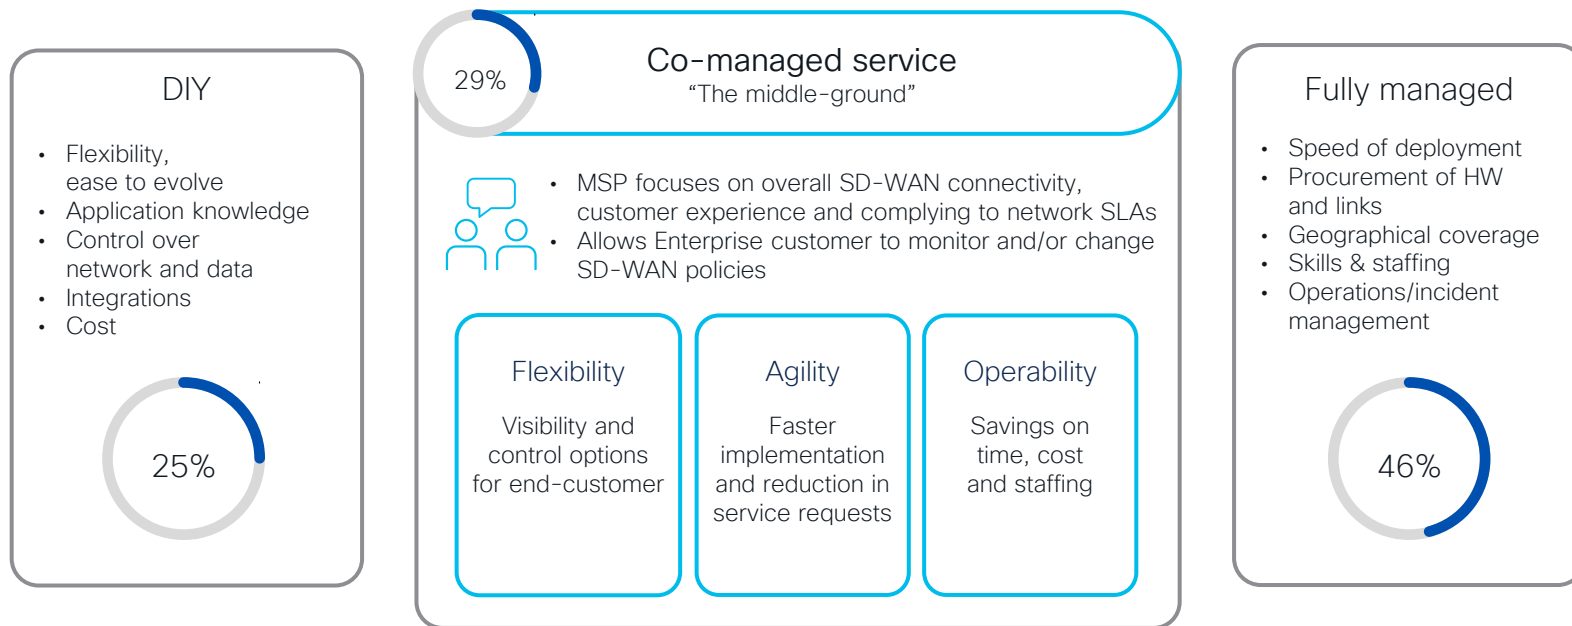 DIY
• Flexibility,
ease to evolve
• Application knowledge
• Control over
network and data
• Integrations
• Cost
25%
29%
Co-managed service
“The middle-ground”
• MSP focuses on overall SD-WAN connectivity,
customer experience and complying to network SLAs
• Allows Enterprise customer to monitor and/or change
SD-WAN policies
Flexibility
Visibility and
control options
for end-customer
Agility
Faster
implementation
and reduction in
service requests
Operability
Savings on
time, cost
and staffing
Fully managed
• Speed of deployment
• Procurement of HW
and links
• Geographical coverage
• Skills & staffing
• Operations/incident
management
46%